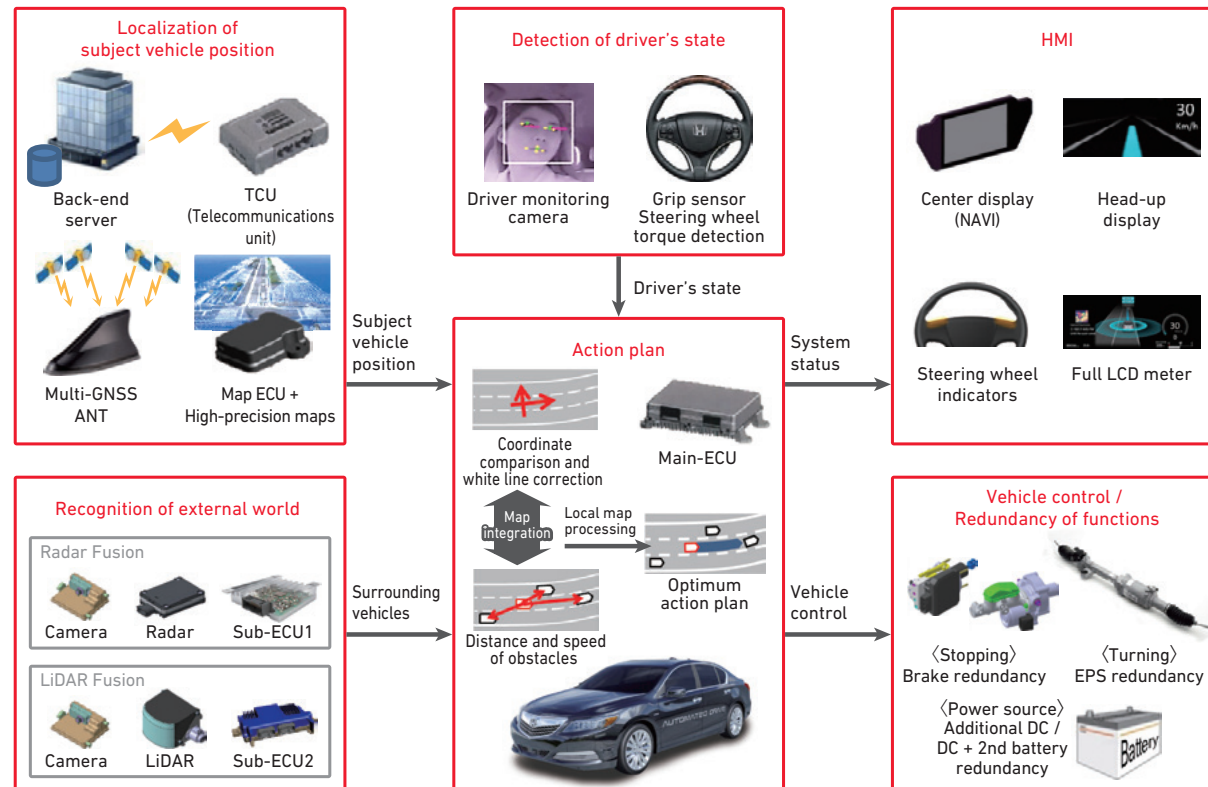 Localization of
subject vehicle position
Back-end
server
TCU
(Telecommunications
unit)
Multi-GNSS
ANT
Map ECU +
High-precision maps
Subject
vehicle
position
Recognition of external world
Radar Fusion
Camera
Radar
Sub-ECU1
LiDAR Fusion
Camera
LiDAR
Sub-ECU2
Surrounding
vehicles
Detection of driver's state
Driver monitoring
camera
Grip sensor
Steering wheel
torque detection
Driver's state
Action plan
Coordinate
comparison and
white line correction
Main-ECU
Map
integration
Local map
processing
Optimum
action plan
Distance and speed
of obstacles
AUTOMATED DRIVE
System
status
Vehicle
control
HMI
Center display
(NAVI)
30
Km/h
Head-up
display
Steering wheel
indicators
30
Full LCD meter
Vehicle control /
Redundancy of functions
〈Stopping〉
Brake redundancy
〈Turning〉
EPS redundancy
〈Power source〉
Additional DC /
DC + 2nd battery
redundancy
Battery